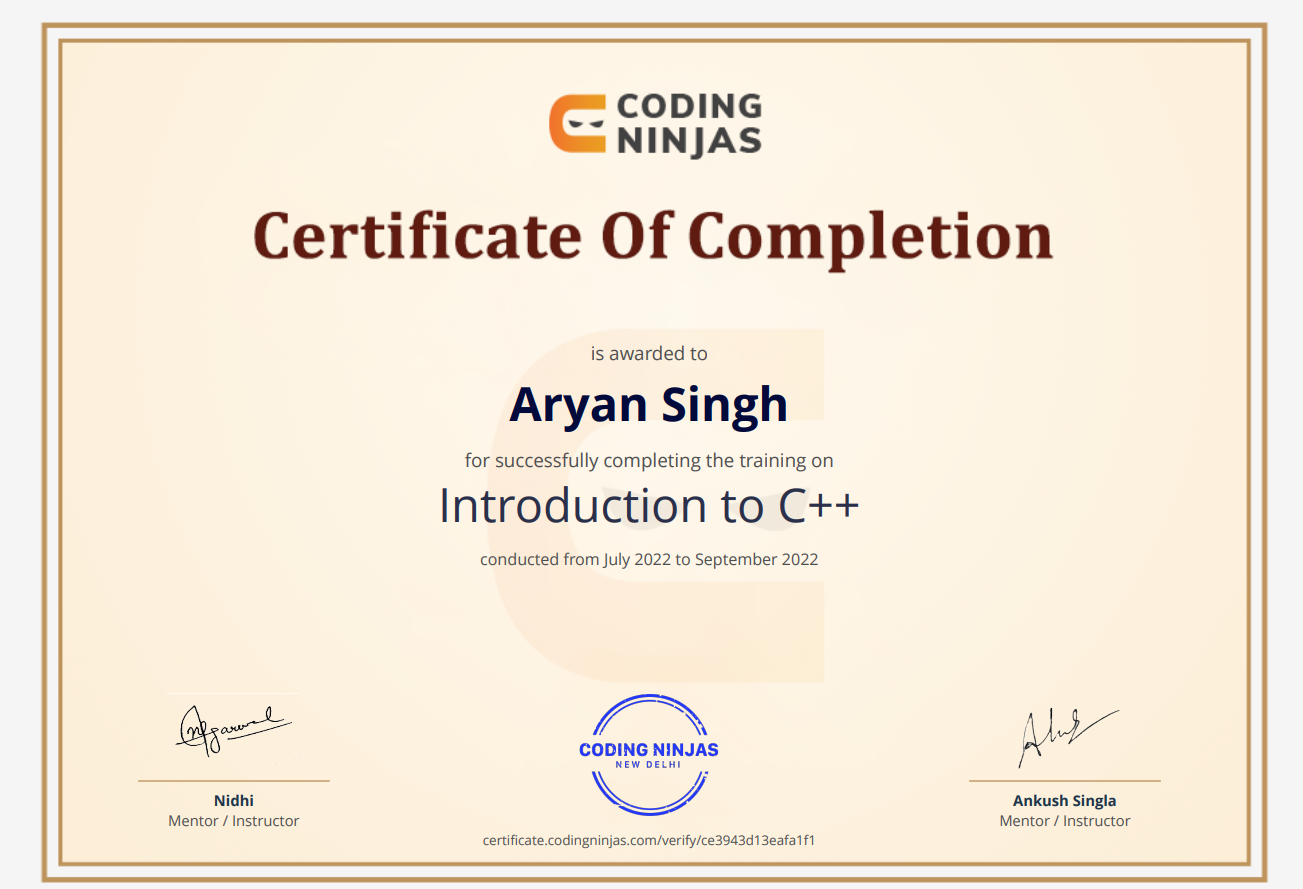 CODING
NINJAS
Certificate Of Completion
is awarded to
Aryan Singh
for successfully completing the training on
Introduction to C++
conducted from July 2022 to September 2022
CODING NINJAS
NEW DELHI
Nidhi
Mentor / Instructor
Ankush Singla
Mentor / Instructor
certificate.codingninjas.com/verify/ce3943d13eafa1f1